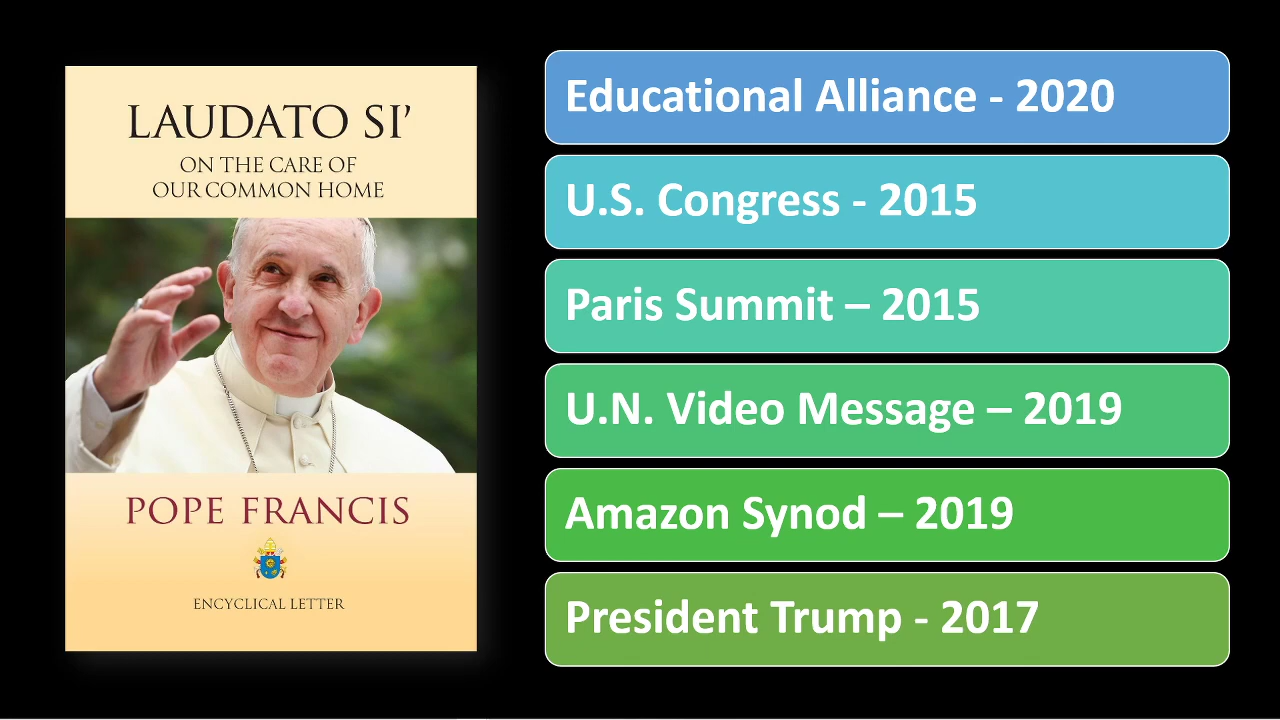 LAUDATO SI’
ON THE CARE OF
OUR COMMON HOME
POPE FRANCIS
ENCYCLICAL LETTER
Educational Alliance - 2020
U.S. Congress - 2015
Paris Summit – 2015
U.N. Video Message – 2019
Amazon Synod – 2019
President Trump - 2017